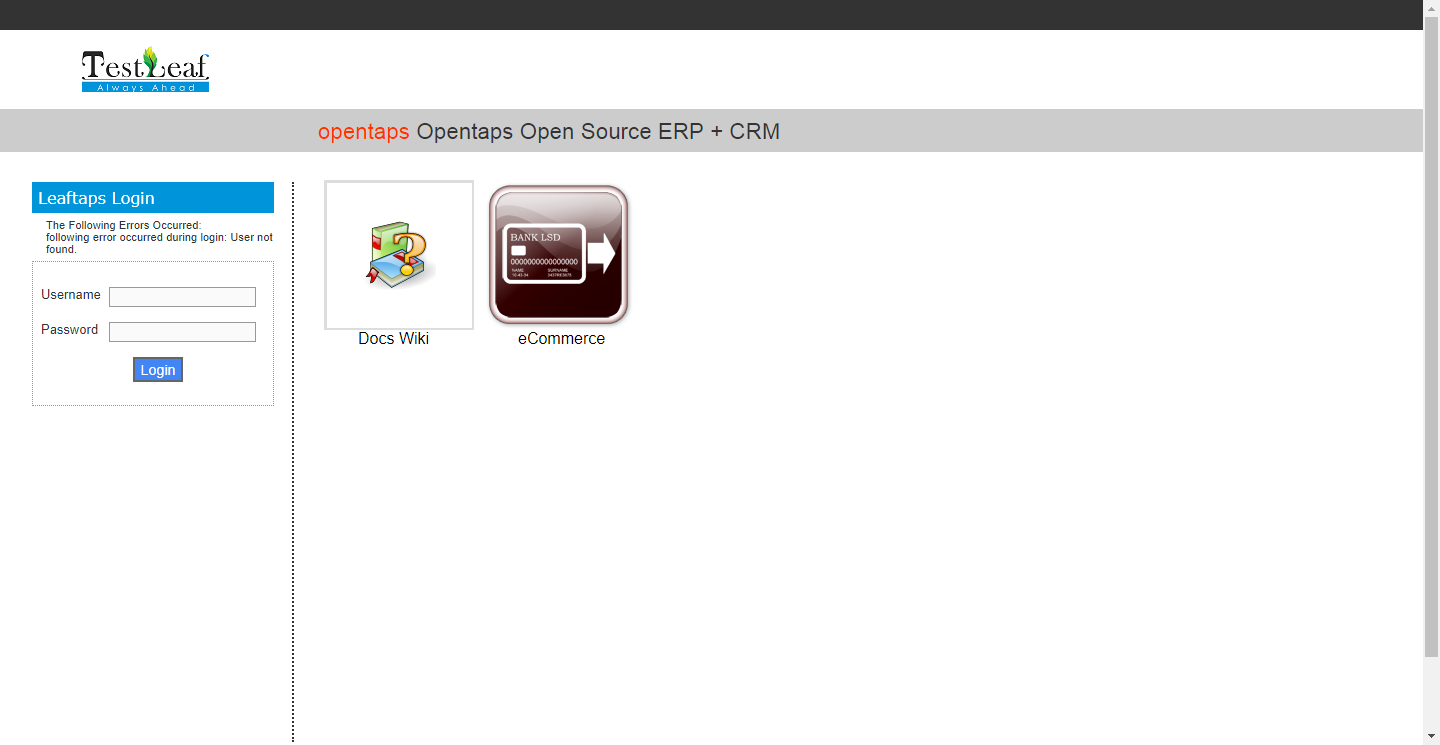 TestLeaf
Always Ahead
opentaps Opentaps Open Source ERP + CRM
Leaftaps Login
The Following Errors Occurred:
following error occurred during login: User not
found.
Username
Password
Login
BANK LSD
0000000000000000
NAME SURNAME
Docs Wiki
eCommerce